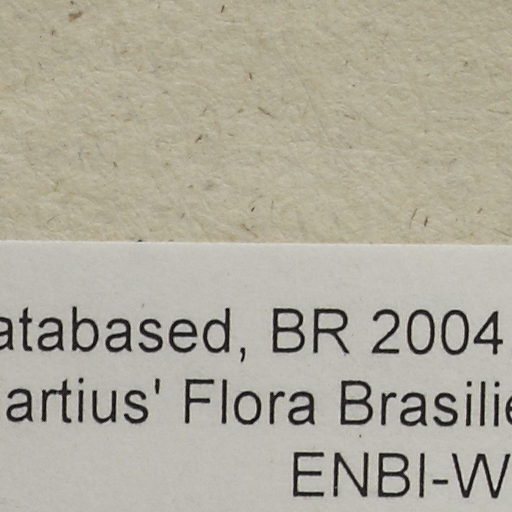 atabased, BR 2004
artius' Flora Brasilie
ENBI-W